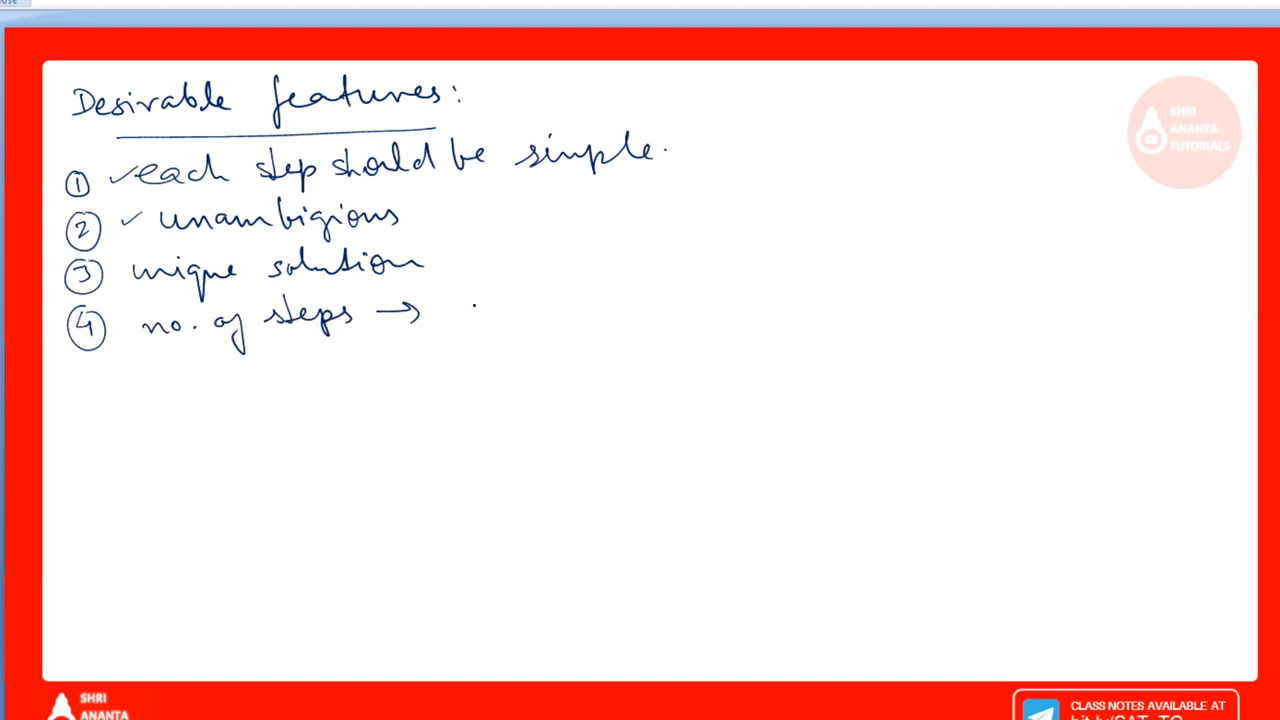 ose
Desirable features:
① ✓each step should be simple.
② ✓ unambigious
③ unique solution
④ no. of steps →
SHRI
ANANTA
TUTORIALS
SHRI
ANANTA
CLASS NOTES AVAILABLE AT